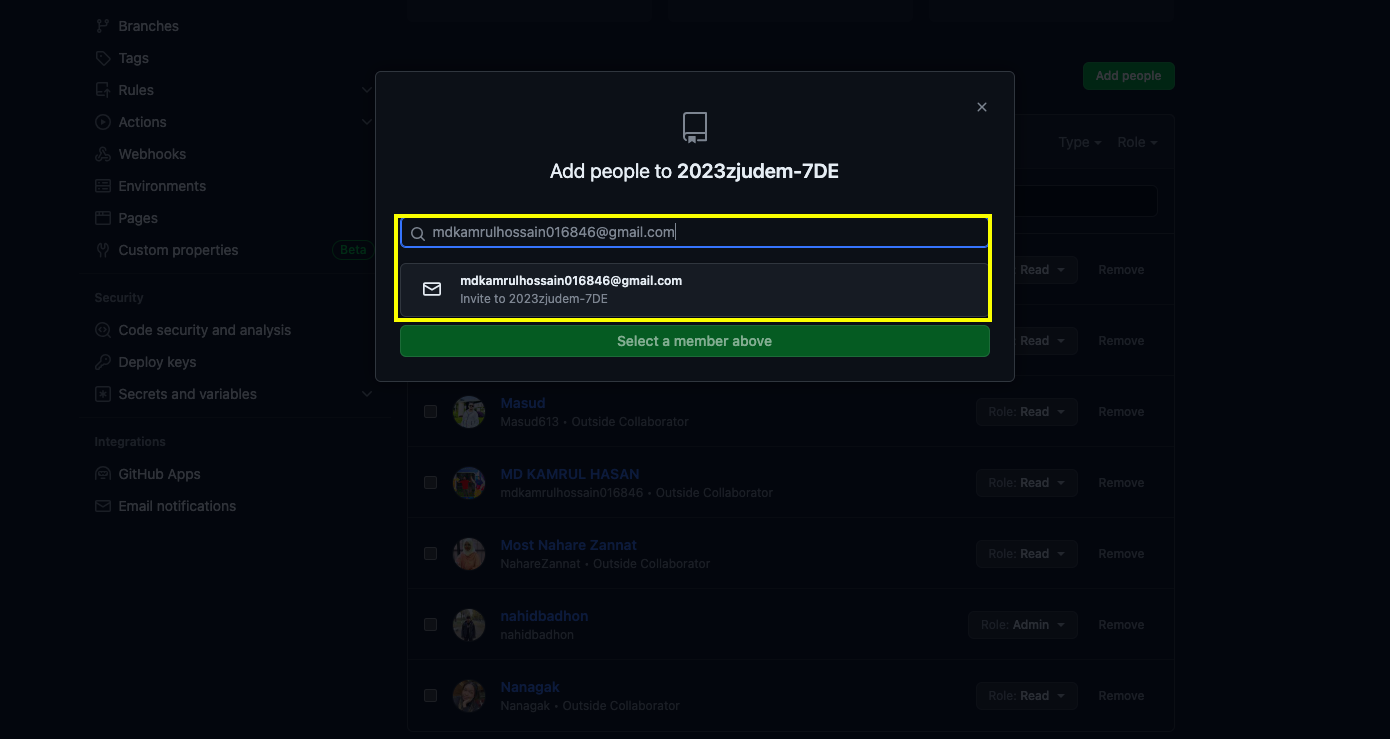 Branches
Tags
Rules
Actions
Webhooks
Environments
Pages
Custom properties Beta
Security
Code security and analysis
Deploy keys
Secrets and variables
Integrations
GitHub Apps
Email notifications
Add people
Type Role
Add people to 2023zjudem-7DE
mdkamrulhossain016846@gmail.com
mdkamrulhossain016846@gmail.com
Invite to 2023zjudem-7DE
Select a member above
Read Remove
Read Remove
Masud
Masud613 • Outside Collaborator
Role: Read Remove
MD KAMRUL HASAN
mdkamrulhossain016846 • Outside Collaborator
Role: Read Remove
Most Nahare Zannat
NahareZannat • Outside Collaborator
Role: Read Remove
nahidbadhon
nahidbadhon
Role: Admin Remove
Nanagak
Nanagak • Outside Collaborator
Role: Read Remove